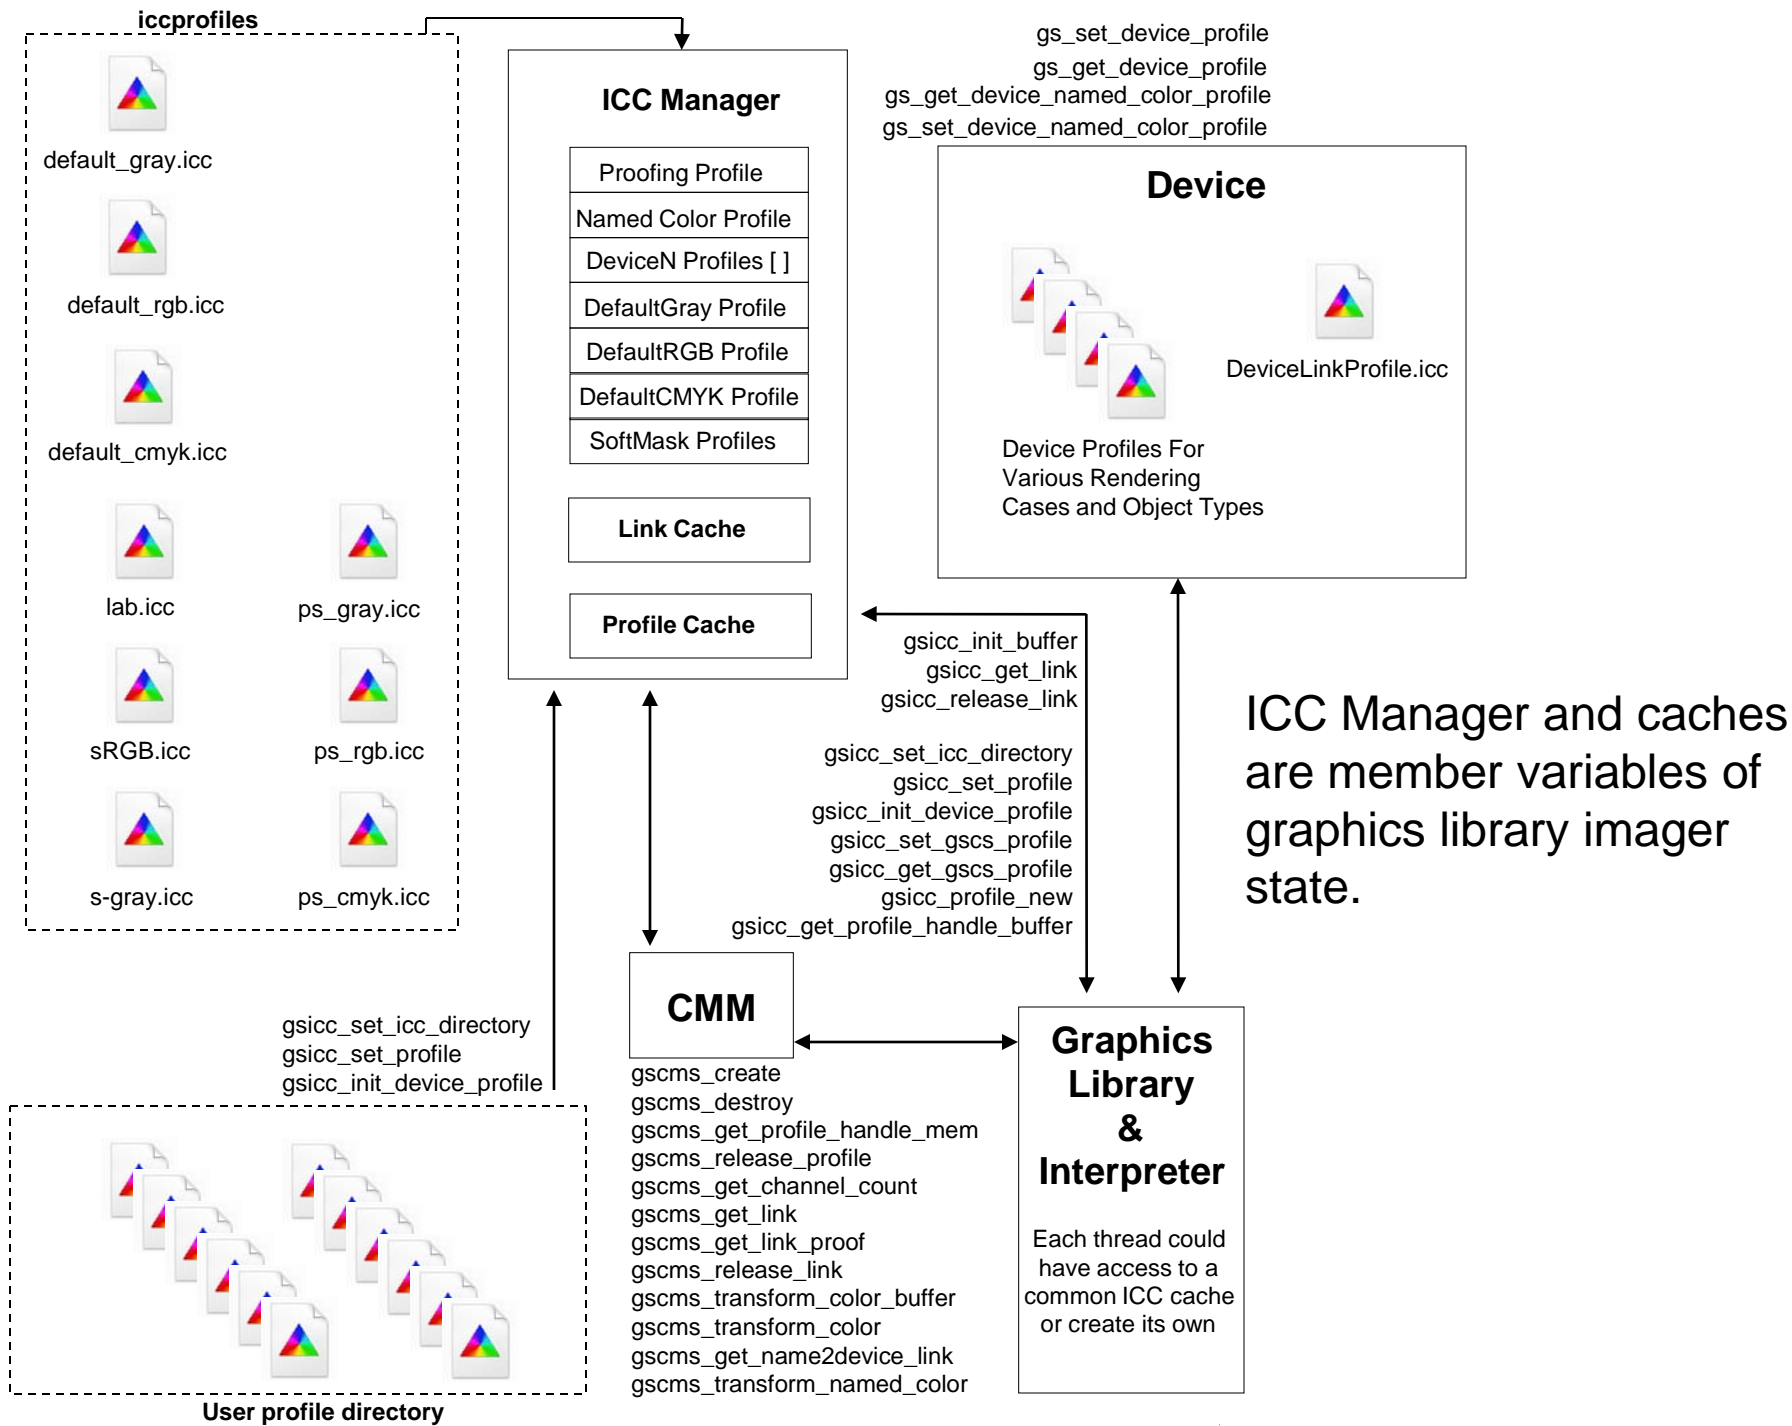 iccprofiles
default_gray.icc
default_rgb.icc
default_cmyk.icc
lab.icc
ps_gray.icc
sRGB.icc
ps_rgb.icc
s-gray.icc
ps_cmyk.icc
ICC Manager
Proofing Profile
Named Color Profile
DeviceN Profiles [ ]
DefaultGray Profile
DefaultRGB Profile
DefaultCMYK Profile
SoftMask Profiles
Link Cache
Profile Cache
gs_set_device_profile
gs_get_device_profile
gs_get_device_named_color_profile
gs_set_device_named_color_profile
Device
DeviceLinkProfile.icc
Device Profiles For
Various Rendering
Cases and Object Types
gsicc_init_buffer
gsicc_get_link
gsicc_release_link
gsicc_set_icc_directory
gsicc_set_profile
gsicc_init_device_profile
gsicc_set_gscs_profile
gsicc_get_gscs_profile
gsicc_profile_new
gsicc_get_profile_handle_buffer
ICC Manager and caches
are member variables of
graphics library imager
state.
gsicc_set_icc_directory
gsicc_set_profile
gsicc_init_device_profile
User profile directory
CMM
gscms_create
gscms_destroy
gscms_get_profile_handle_mem
gscms_release_profile
gscms_get_channel_count
gscms_get_link
gscms_get_link_proof
gscms_release_link
gscms_transform_color_buffer
gscms_transform_color
gscms_get_name2device_link
gscms_transform_named_color
Graphics
Library
&
Interpreter
Each thread could
have access to a
common ICC cache
or create its own